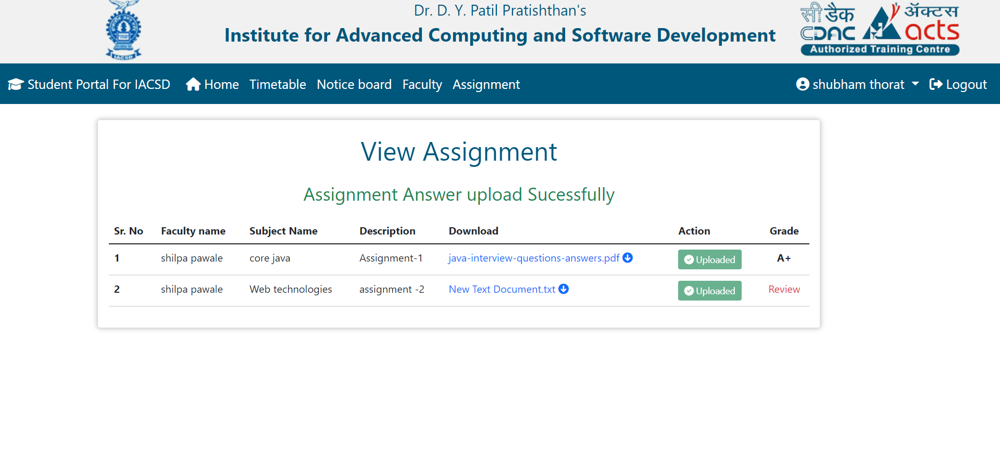 Dr. D. Y. Patil Pratishthan's
Institute for Advanced Computing and Software Development
IACSD
सी डैक
CDAC
ॲक्टस
acts
Authorized Training Centre
Student Portal For IACSD Home Timetable Notice board Faculty Assignment shubham thorat Logout
View Assignment
Assignment Answer upload Sucessfully
Sr. No Faculty name Subject Name Description Download Action Grade
1 shilpa pawale core java Assignment-1 java-interview-questions-answers.pdf Uploaded A+
2 shilpa pawale Web technologies assignment -2 New Text Document.txt Uploaded Review